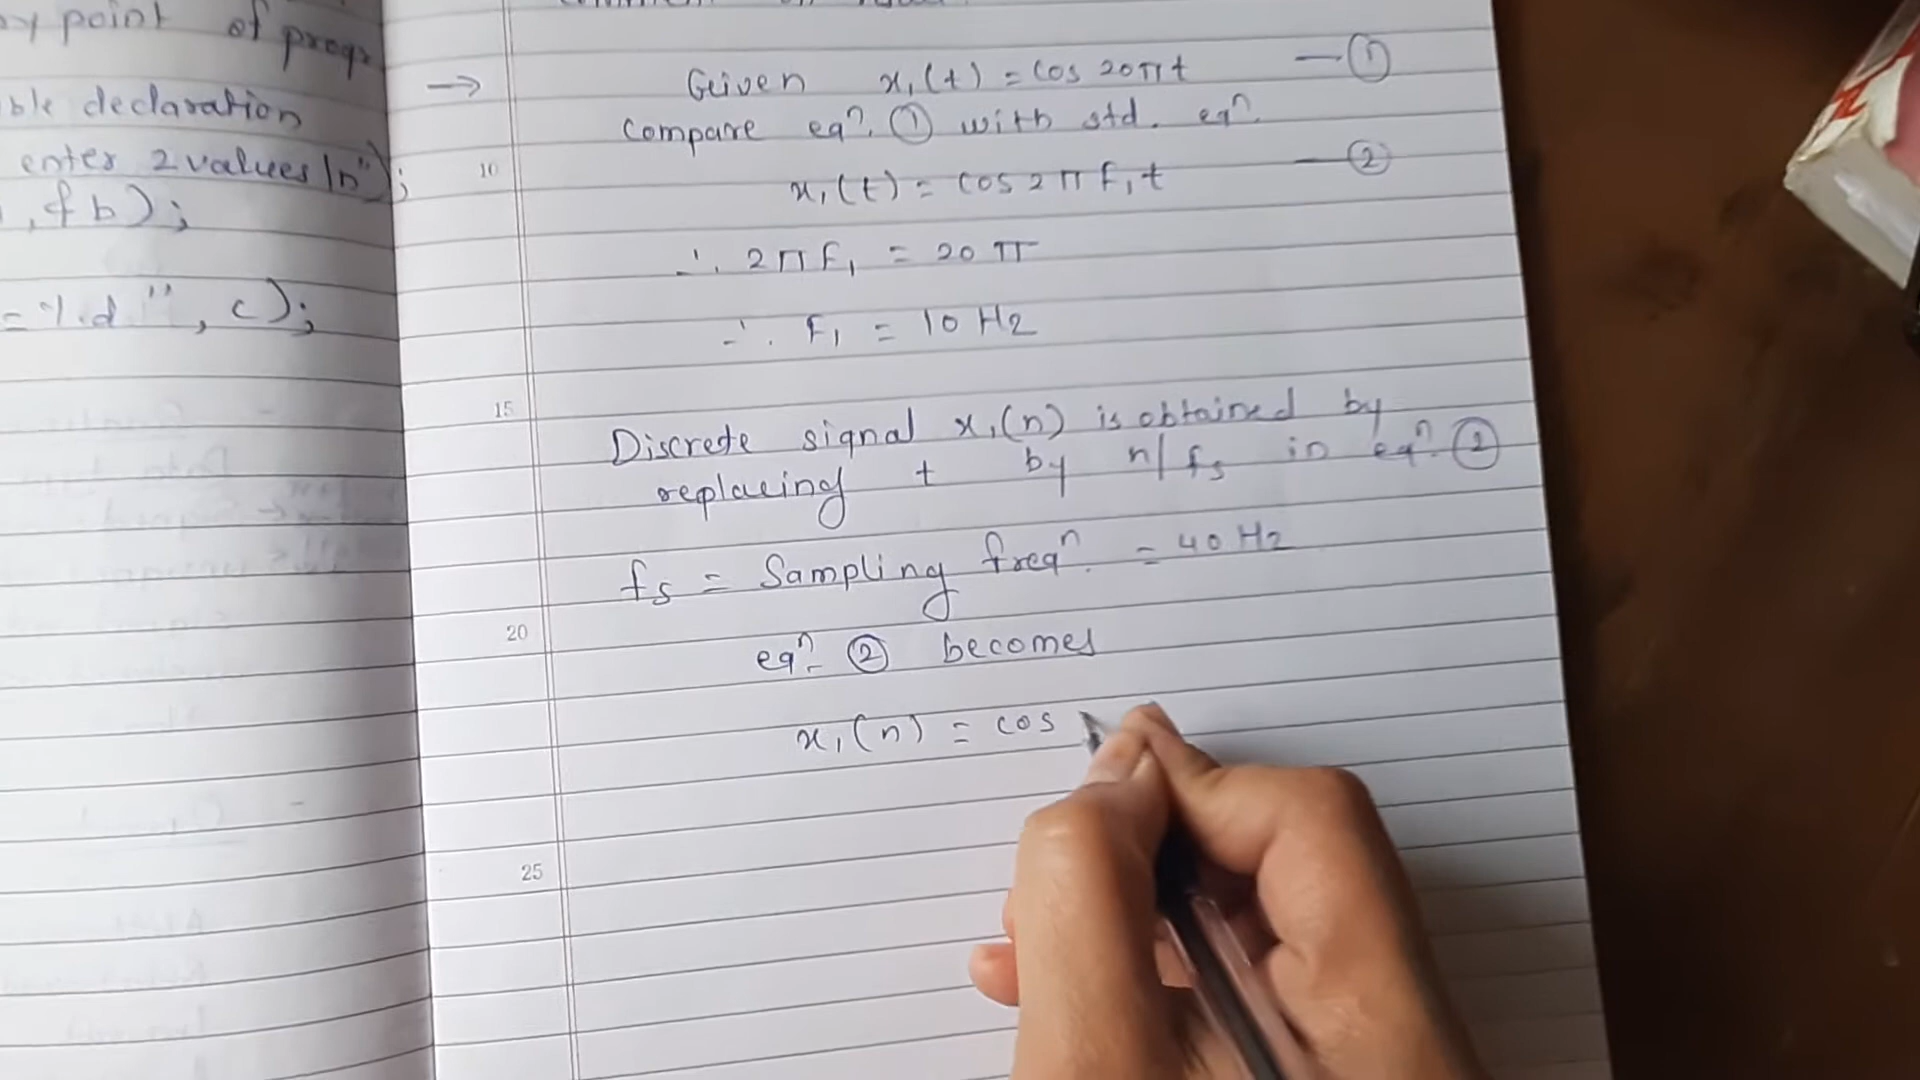 point of progr
ble declaration
enter 2 values \n");
, & b);
= %d", c);
→ Given x₁(t) = cos 20πt —①
Compare eqⁿ. ① with std. eqⁿ.
10
x₁(t) = cos 2πF₁t —②
∴ 2πF₁ = 20π
∴ F₁ = 10 Hz
15
Discrete signal x₁(n) is obtained by
replacing t by n/fs in eqⁿ. ②
fs = Sampling freqⁿ. = 40 Hz
20
eqⁿ. ② becomes
x₁(n) = cos
25